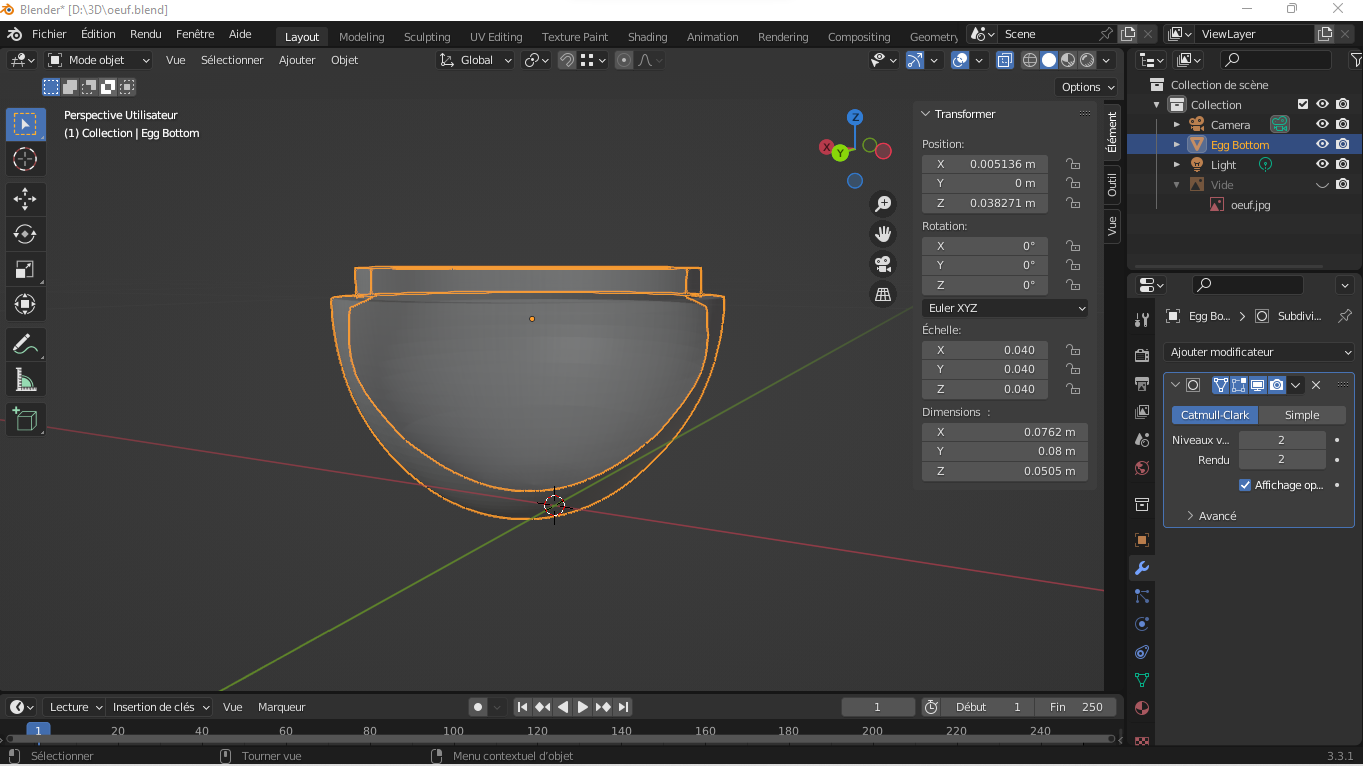 Blender* [D:\3D\oeuf.blend]
Fichier Édition Rendu Fenêtre Aide Layout Modeling Sculpting UV Editing Texture Paint Shading Animation Rendering Compositing Geometry Scene ViewLayer
Mode objet Vue Sélectionner Ajouter Objet Global
Options
Perspective Utilisateur
(1) Collection | Egg Bottom
Z
X
Y
Transformer
Position:
X 0.005136 m
Y 0 m
Z 0.038271 m
Rotation:
X 0°
Y 0°
Z 0°
Euler XYZ
Échelle:
X 0.040
Y 0.040
Z 0.040
Dimensions :
X 0.0762 m
Y 0.08 m
Z 0.0505 m
Élément
Outil
Vue
Collection de scène
Collection
Camera
Egg Bottom
Light
Vide
oeuf.jpg
Egg Bo... Subdivi...
Ajouter modificateur
Catmull-Clark Simple
Niveaux v... 2
Rendu 2
Affichage op...
Avancé
Lecture Insertion de clés Vue Marqueur 1 Début 1 Fin 250
1 20 40 60 80 100 120 140 160 180 200 220 240
Sélectionner Tourner vue Menu contextuel d'objet 3.3.1